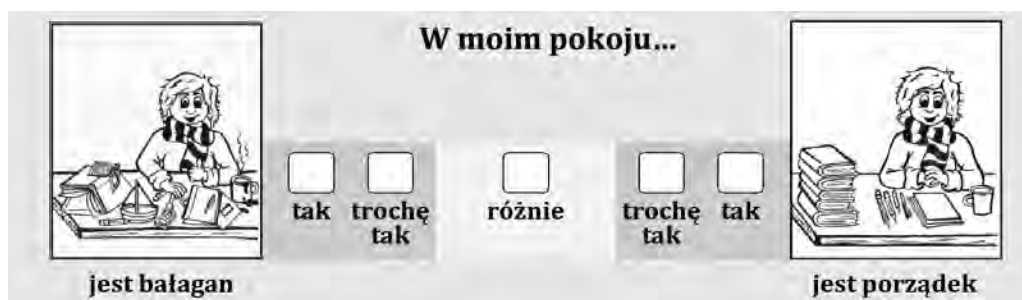 W moim pokoju...
tak trochę tak
różnie
trochę tak
tak
jest bałagan
jest porządek